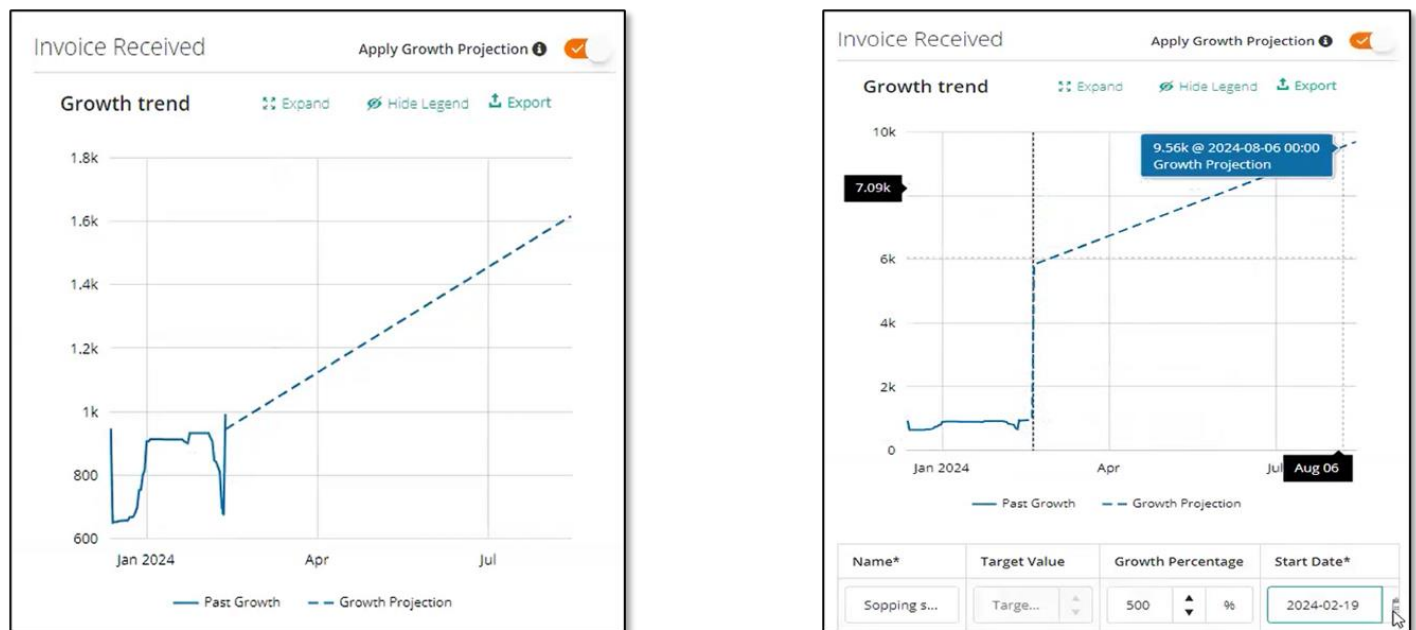 Invoice Received
Apply Growth Projection
Growth trend
Expand
Hide Legend
Export
1.8k
1.6k
1.4k
1.2k
1k
800
600
Jan 2024
Apr
Jul
Past Growth
Growth Projection
Invoice Received
Apply Growth Projection
Growth trend
Expand
Hide Legend
Export
10k
9.56k @ 2024-08-06 00:00
Growth Projection
7.09k
6k
4k
2k
0
Jan 2024
Apr
Jul
Aug 06
Past Growth
Growth Projection
Name* Target Value Growth Percentage Start Date*
Sopping s... Targe... 500 % 2024-02-19